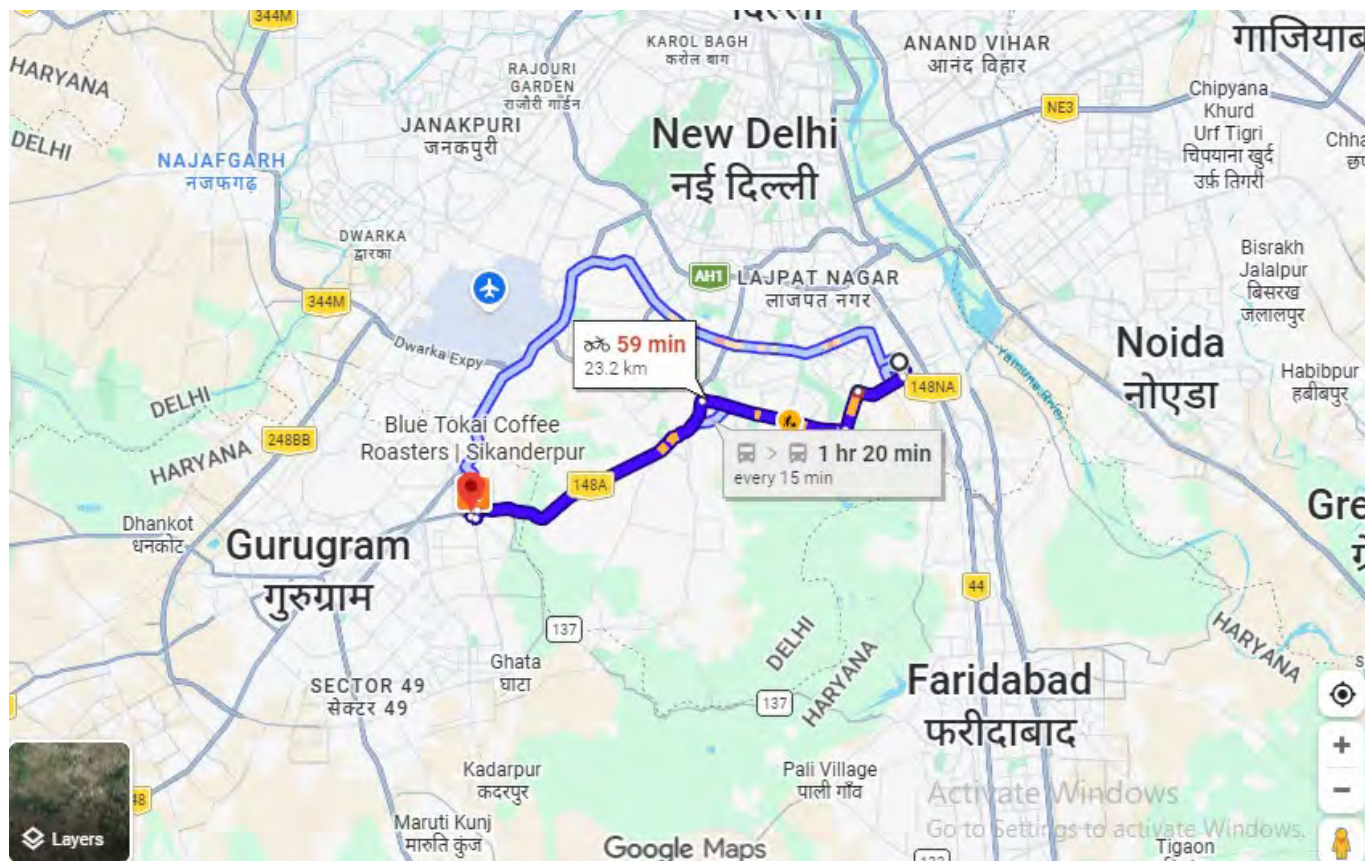 344M
दिल्ली
KAROL BAGH
करोल बाग
ANAND VIHAR
आनंद विहार
HARYANA
DELHI
RAJOURI
GARDEN
राजौरी गार्डन
JANAKPURI
जनकपुरी
New Delhi
नई दिल्ली
NE3
Chipyana
Khurd
Urf Tigri
चिपयाना खुर्द
उर्फ़ तिगरी
NAJAFGARH
नजफगढ़
DWARKA
द्वारका
Bisrakh
Jalalpur
बिसरख
जलालपुर
AH1
LAJPAT NAGAR
लाजपत नगर
344M
Dwarka Expy
59 min
23.2 km
Yamuna River
Noida
नोएडा
Habibpur
हबीबपुर
148NA
DELHI
HARYANA
248BB
Blue Tokai Coffee
Roasters | Sikanderpur
> 1 hr 20 min
every 15 min
148A
Dhankot
धनकोट
Gurugram
गुरुग्राम
44
137
DELHI
HARYANA
HARYANA
Ghata
घाटा
SECTOR 49
सेक्टर 49
137
Faridabad
फरीदाबाद
Kadarpur
कदरपुर
Pali Village
पाली गाँव
Activate Windows
Go to Settings to activate Windows.
48
Maruti Kunj
मारुति कुंज
Layers
Google Maps
Tigaon